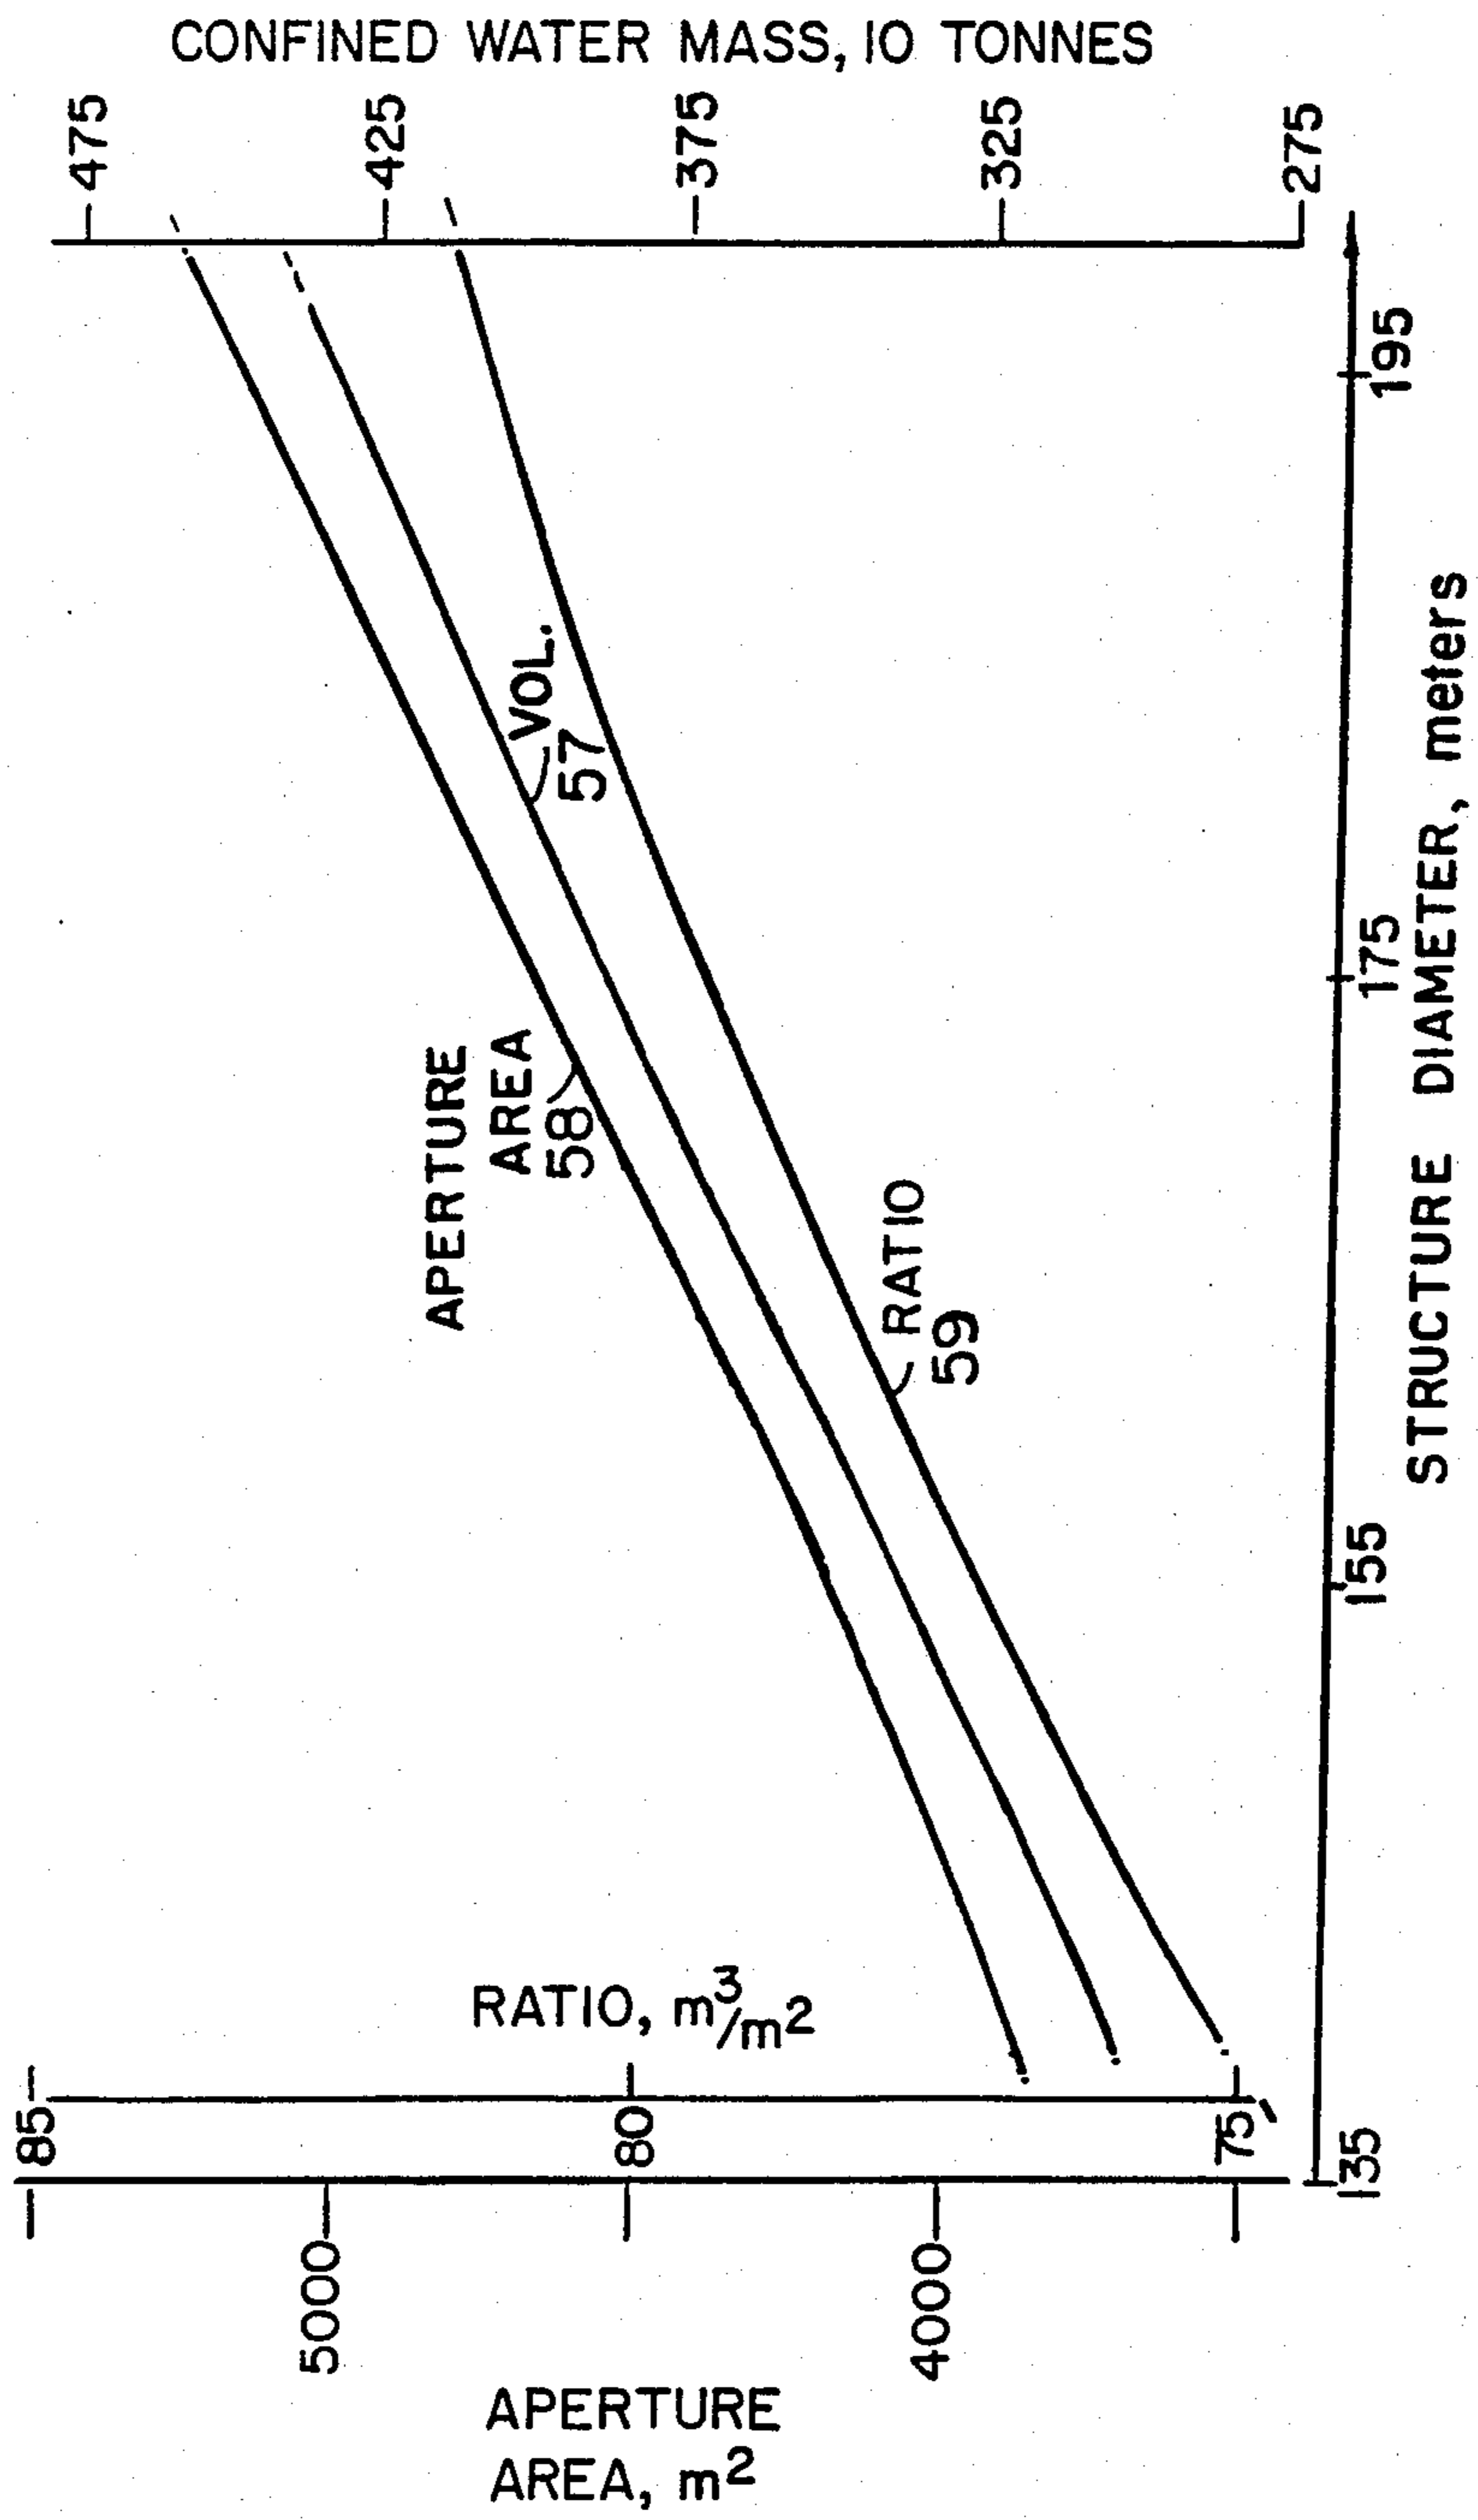 CONFINED WATER MASS, 10 TONNES
475
425
375
325
275
195
VOL.
57
175
STRUCTURE DIAMETER, meters
APERTURE
AREA
58
RATIO
59
155
RATIO, m3/m2
85
80
75
135
5000
4000
APERTURE
AREA, m2